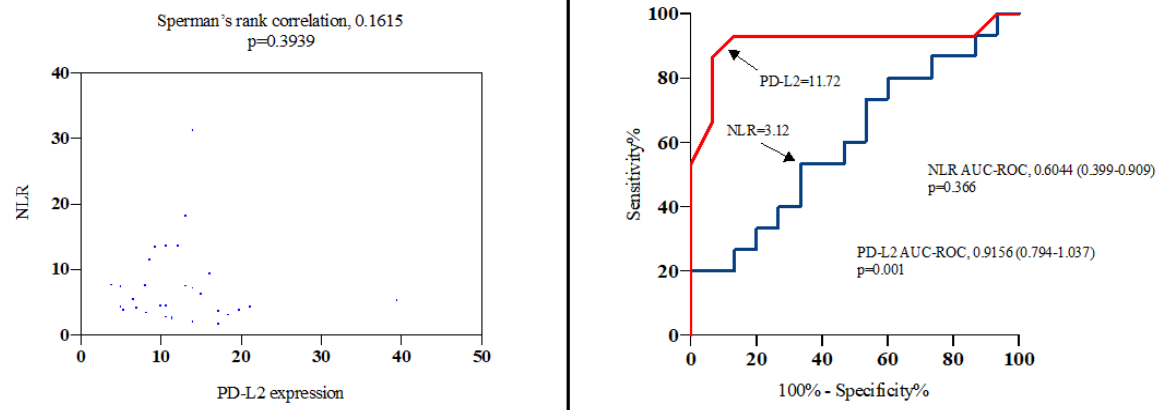 Sperman's rank correlation, 0.1615
p=0.3939
40
30
20
10
0
NLR
0 10 20 30 40 50
PD-L2 expression
100
80
60
40
20
0
Sensitivity%
PD-L2=11.72
NLR=3.12
NLR AUC-ROC, 0.6044 (0.399-0.909)
p=0.366
PD-L2 AUC-ROC, 0.9156 (0.794-1.037)
p=0.001
0 20 40 60 80 100
100% - Specificity%